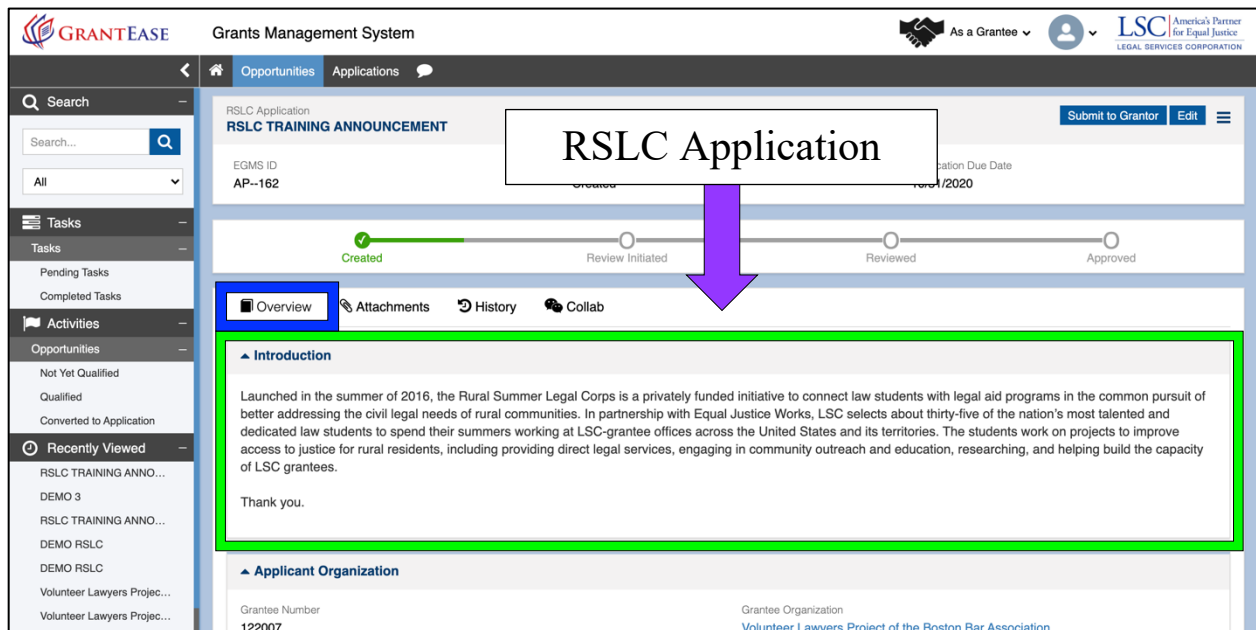 GRANTEASE
Grants Management System
As a Grantee
LSC America's Partner for Equal Justice
LEGAL SERVICES CORPORATION
Opportunities Applications
Search
Search...
All
Tasks
Tasks
Pending Tasks
Completed Tasks
Activities
Opportunities
Not Yet Qualified
Qualified
Converted to Application
Recently Viewed
RSLC TRAINING ANNO...
DEMO 3
RSLC TRAINING ANNO...
DEMO RSLC
DEMO RSLC
Volunteer Lawyers Projec...
Volunteer Lawyers Projec...
RSLC Application
RSLC TRAINING ANNOUNCEMENT
Submit to Grantor Edit
RSLC Application
EGMS ID
AP--162
Created
Due Date
/2020
Created Review Initiated Reviewed Approved
Overview Attachments History Collab
Introduction
Launched in the summer of 2016, the Rural Summer Legal Corps is a privately funded initiative to connect law students with legal aid programs in the common pursuit of
better addressing the civil legal needs of rural communities. In partnership with Equal Justice Works, LSC selects about thirty-five of the nation's most talented and
dedicated law students to spend their summers working at LSC-grantee offices across the United States and its territories. The students work on projects to improve
access to justice for rural residents, including providing direct legal services, engaging in community outreach and education, researching, and helping build the capacity
of LSC grantees.
Thank you.
Applicant Organization
Grantee Number
122007
Grantee Organization
Volunteer Lawyers Project of the Boston Bar Association